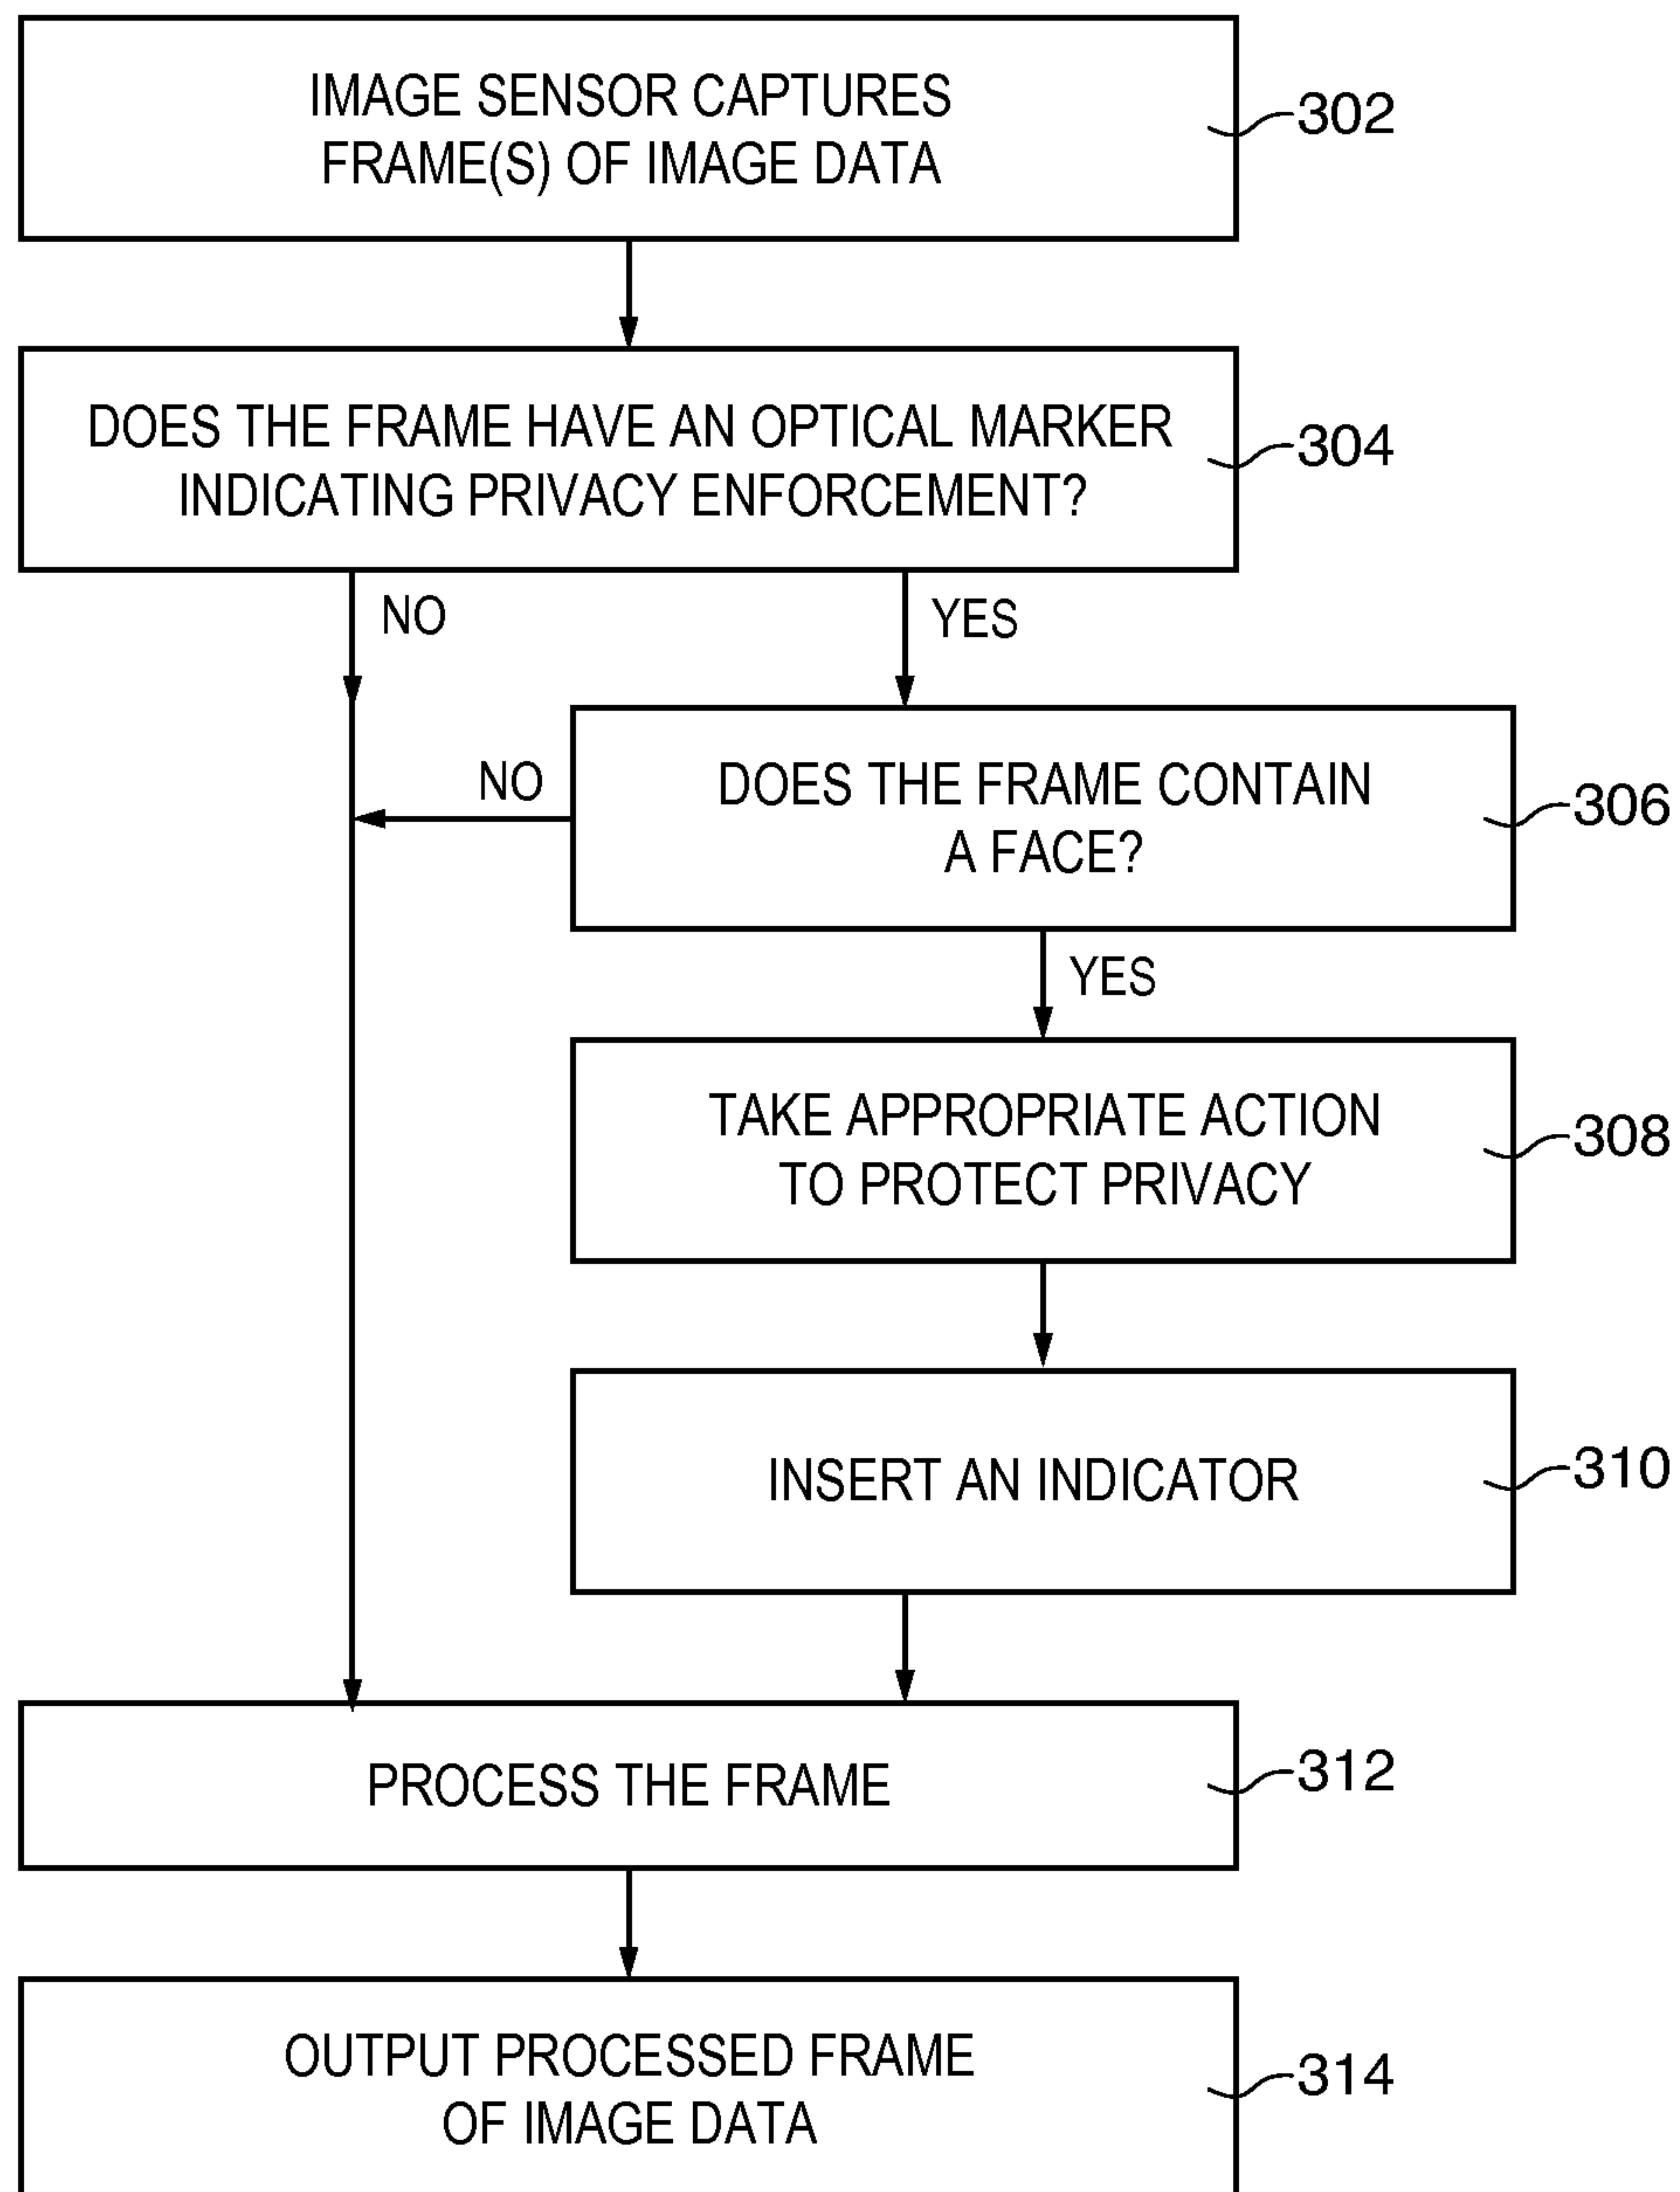 IMAGE SENSOR CAPTURES
FRAME(S) OF IMAGE DATA
302
DOES THE FRAME HAVE AN OPTICAL MARKER
INDICATING PRIVACY ENFORCEMENT?
304
NO
YES
DOES THE FRAME CONTAIN
A FACE?
306
NO
YES
TAKE APPROPRIATE ACTION
TO PROTECT PRIVACY
308
INSERT AN INDICATOR
310
PROCESS THE FRAME
312
OUTPUT PROCESSED FRAME
OF IMAGE DATA
314